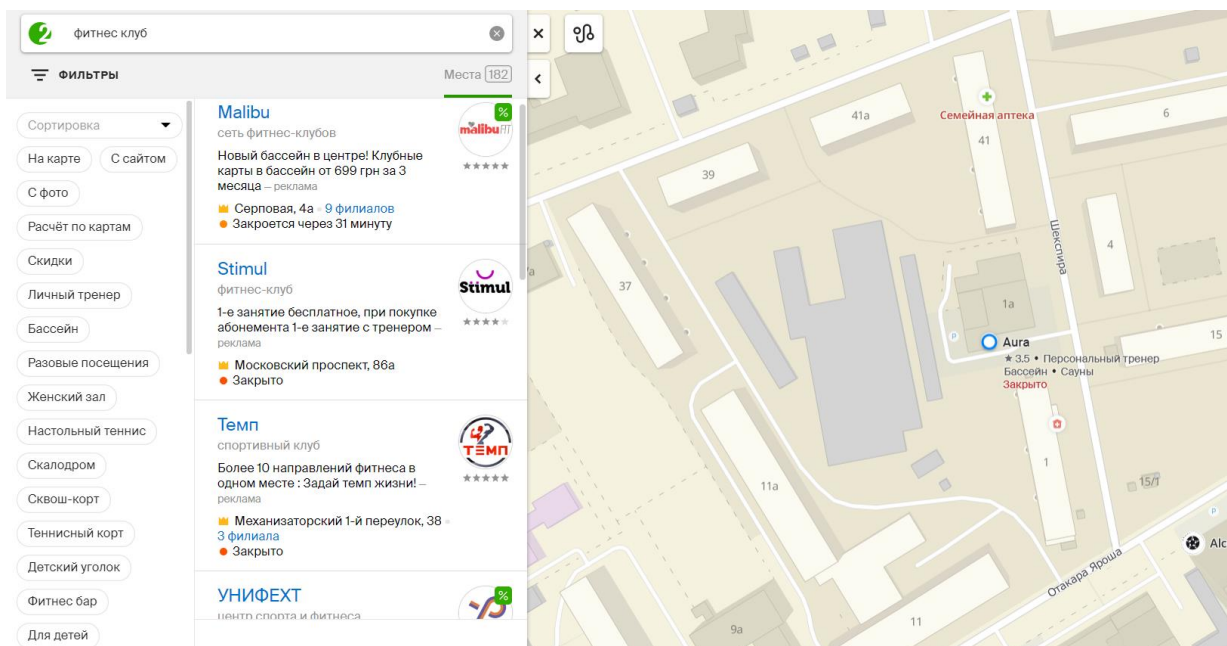 фитнес клуб
ФИЛЬТРЫ
Места 182
Сортировка
На карте
С сайтом
С фото
Расчёт по картам
Скидки
Личный тренер
Бассейн
Разовые посещения
Женский зал
Настольный теннис
Скалодром
Сквош-корт
Теннисный корт
Детский уголок
Фитнес бар
Для детей
Malibu
сеть фитнес-клубов
Новый бассейн в центре! Клубные
карты в бассейн от 699 грн за 3
месяца – реклама
Серповая, 4а
9 филиалов
Закроется через 31 минуту
malibu FIT
%
Stimul
фитнес-клуб
1-е занятие бесплатное, при покупке
абонемента 1-е занятие с тренером –
реклама
Московский проспект, 86а
Закрыто
Stimul
Темп
спортивный клуб
Более 10 направлений фитнеса в
одном месте : Задай темп жизни! –
реклама
Механизаторский 1-й переулок, 38
3 филиала
Закрыто
ТЕМП
УНИФЕХТ
центр спорта и фитнеса
%
41а
Семейная аптека
41
6
39
37
Шекспира
4
1а
P
Aura
★ 3.5 • Персональный тренер
Бассейн • Сауны
Закрыто
15
1
11а
15/1
P
Alc
Отакара Яроша
9а
11